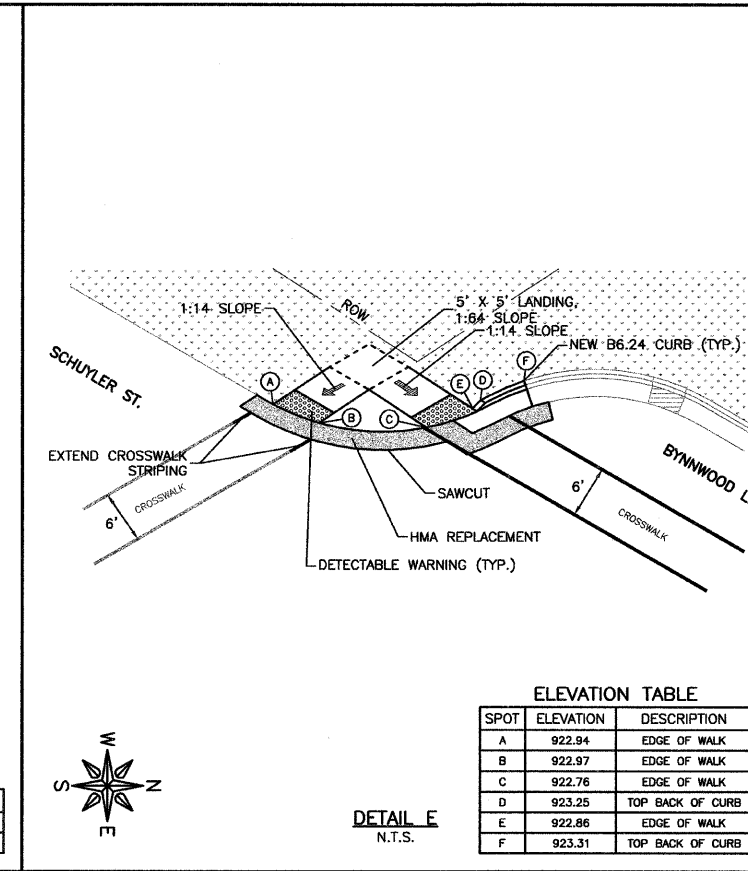 1:14 SLOPE
ROW
5' X 5' LANDING,
1:64 SLOPE
1:14 SLOPE
NEW B6.24 CURB (TYP.)
SCHUYLER ST.
A
B
C
E
D
F
EXTEND CROSSWALK
STRIPING
CROSSWALK
6'
SAWCUT
HMA REPLACEMENT
DETECTABLE WARNING (TYP.)
6'
CROSSWALK
BYNNWOOD L
W
S
N
E
DETAIL E
N.T.S.
ELEVATION TABLE
SPOT ELEVATION DESCRIPTION
A 922.94 EDGE OF WALK
B 922.97 EDGE OF WALK
C 922.76 EDGE OF WALK
D 923.25 TOP BACK OF CURB
E 922.86 EDGE OF WALK
F 923.31 TOP BACK OF CURB